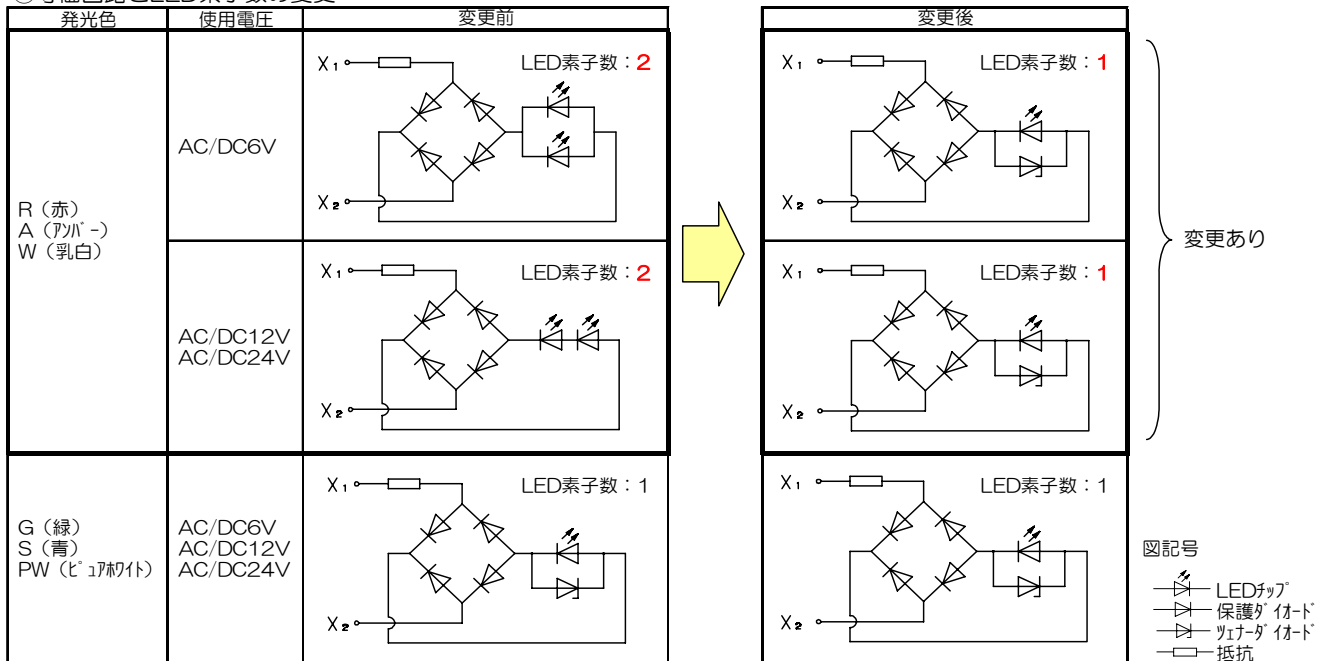 発光色 使用電圧 変更前 変更後
R（赤）
A（ｱﾝﾊﾞｰ）
W（乳白）
AC/DC6V
X₁ LED素子数：2
X₂
X₁ LED素子数：1
X₂
AC/DC12V
AC/DC24V
X₁ LED素子数：2
X₂
X₁ LED素子数：1
X₂
変更あり
G（緑）
S（青）
PW（ﾋﾟｭｱﾎﾜｲﾄ）
AC/DC6V
AC/DC12V
AC/DC24V
X₁ LED素子数：1
X₂
X₁ LED素子数：1
X₂
図記号
LEDﾁｯﾌﾟ
保護ﾀﾞｲｵｰﾄﾞ
ﾂｪﾅｰﾀﾞｲｵｰﾄﾞ
抵抗